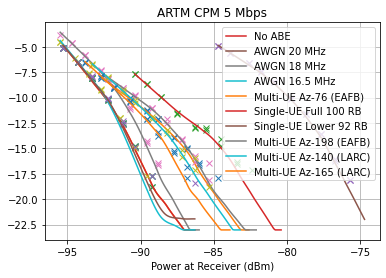 ARTM CPM 5 Mbps
−5.0
−7.5
−10.0
−12.5
−15.0
−17.5
−20.0
−22.5
No ABE
AWGN 20 MHz
AWGN 18 MHz
AWGN 16.5 MHz
Multi-UE Az-76 (EAFB)
Single-UE Full 100 RB
Single-UE Lower 92 RB
Multi-UE Az-198 (EAFB)
Multi-UE Az-140 (LARC)
Multi-UE Az-165 (LARC)
−95 −90 −85 −80 −75
Power at Receiver (dBm)